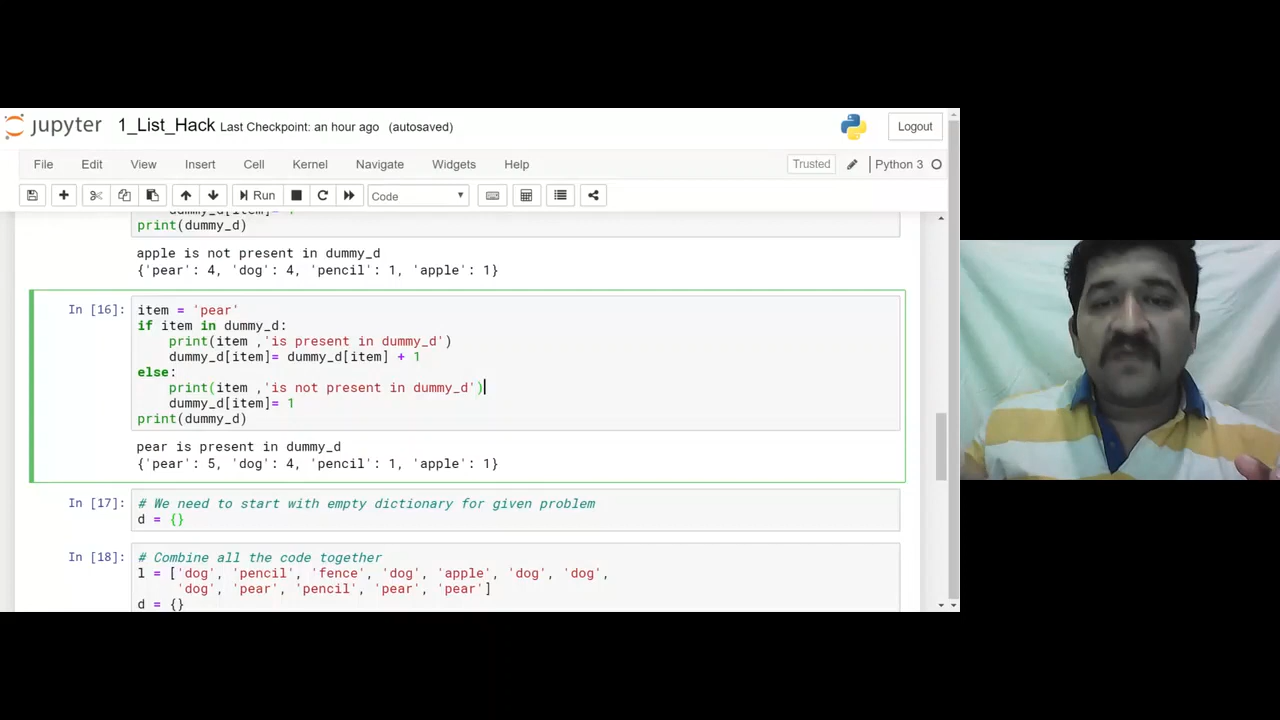 jupyter 1_List_Hack Last Checkpoint: an hour ago (autosaved) Logout
File Edit View Insert Cell Kernel Navigate Widgets Help Trusted Python 3
Run Code
print(dummy_d)
apple is not present in dummy_d
{'pear': 4, 'dog': 4, 'pencil': 1, 'apple': 1}
In [16]: item = 'pear'
if item in dummy_d:
print(item ,'is present in dummy_d')
dummy_d[item]= dummy_d[item] + 1
else:
print(item ,'is not present in dummy_d')
dummy_d[item]= 1
print(dummy_d)
pear is present in dummy_d
{'pear': 5, 'dog': 4, 'pencil': 1, 'apple': 1}
In [17]: # We need to start with empty dictionary for given problem
d = {}
In [18]: # Combine all the code together
l = ['dog', 'pencil', 'fence', 'dog', 'apple', 'dog', 'dog',
'dog', 'pear', 'pencil', 'pear', 'pear']
d = {}